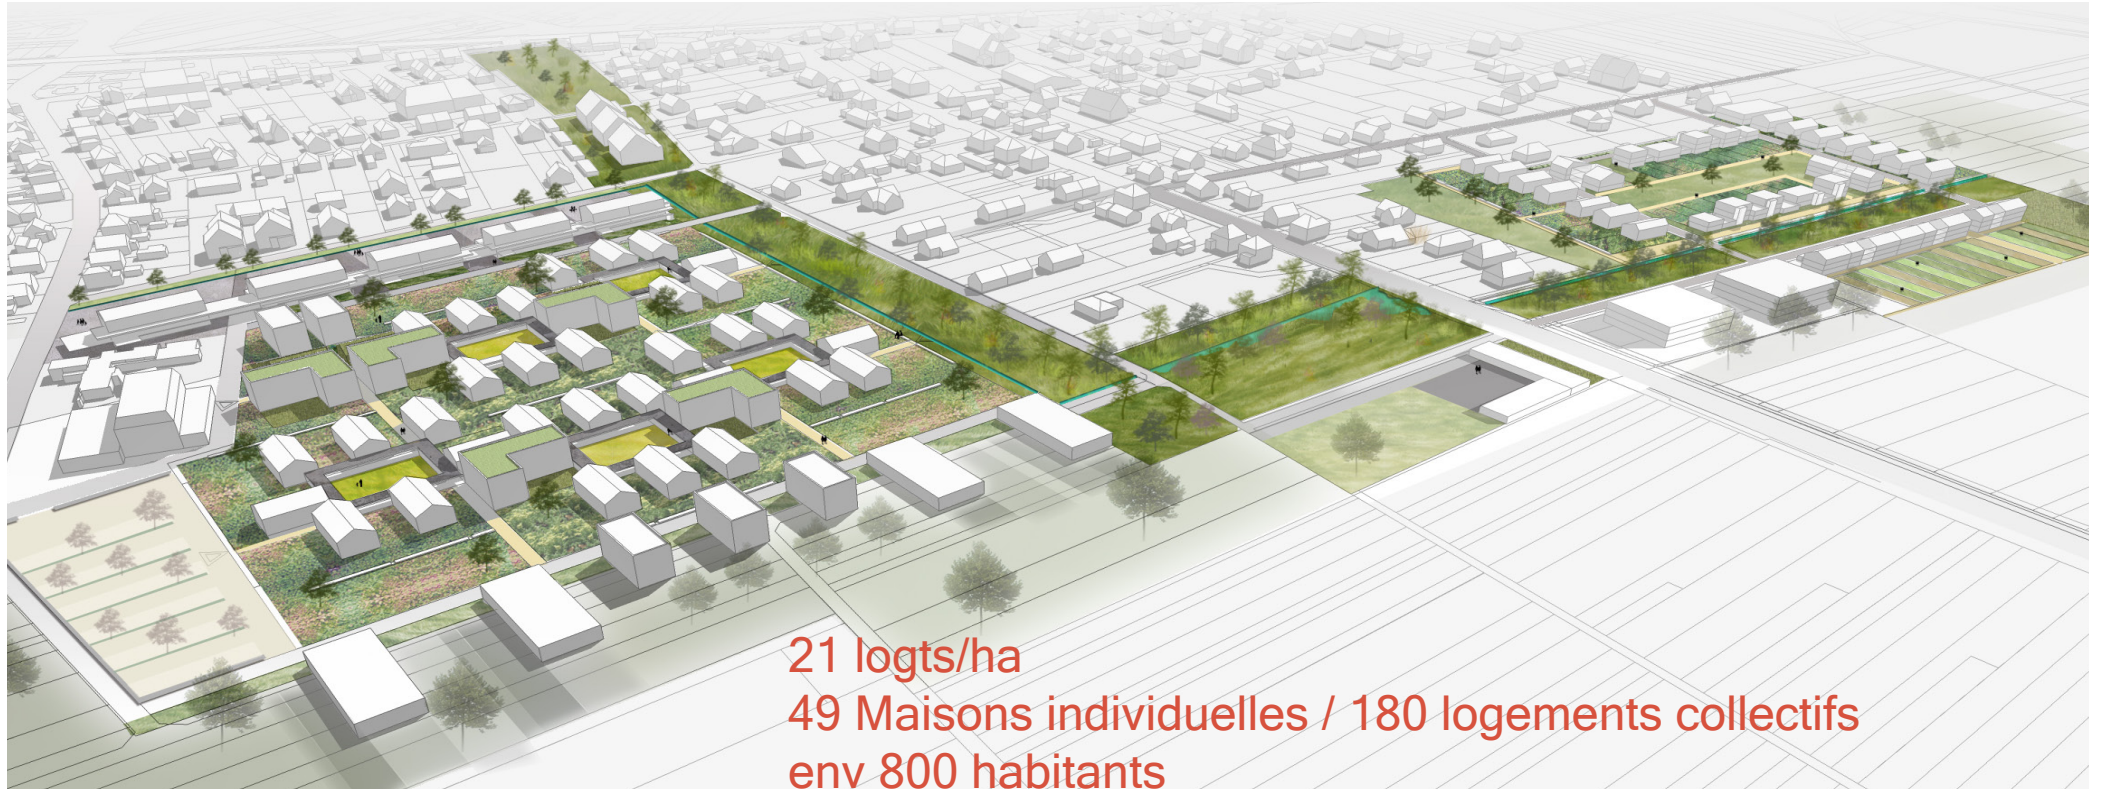 21 logts/ha
49 Maisons individuelles / 180 logements collectifs
env 800 habitants